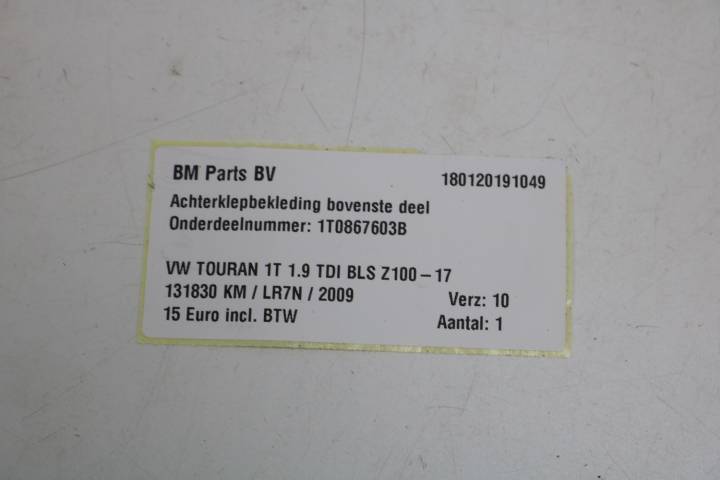 BM Parts BV 180120191049
Achterklepbekleding bovenste deel
Onderdeelnummer: 1T0867603B
VW TOURAN 1T 1.9 TDI BLS Z100-17
131830 KM / LR7N / 2009 Verz: 10
15 Euro incl. BTW Aantal: 1